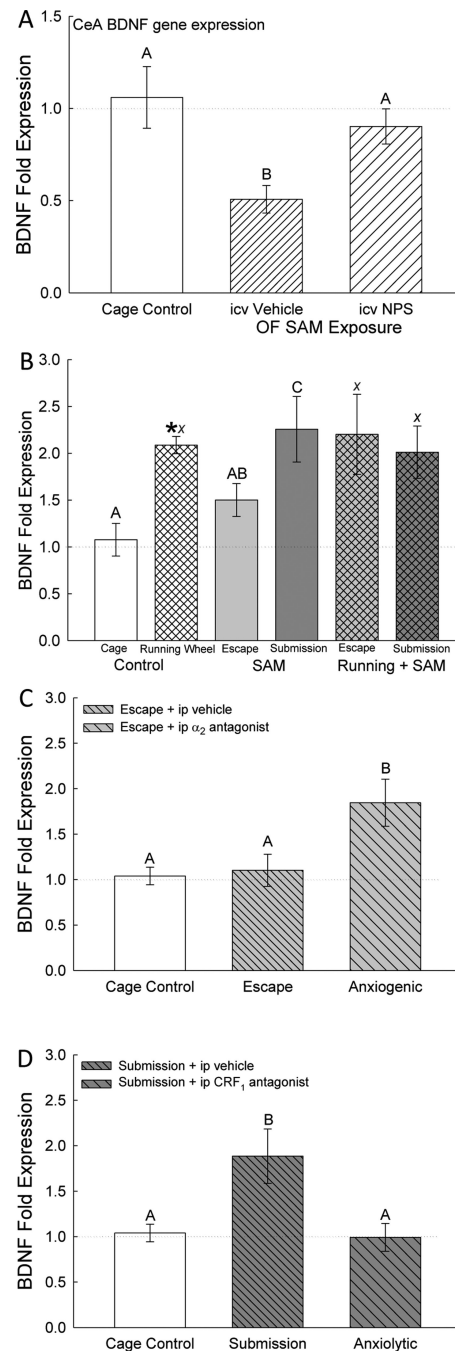 A
CeA BDNF gene expression
BDNF Fold Expression
1.5
1.0
0.5
0.0
A
B
A
Cage Control
icv Vehicle
icv NPS
OF SAM Exposure
B
BDNF Fold Expression
2.5
2.0
1.5
1.0
0.5
0.0
A
*x
AB
C
x
x
Cage
Running Wheel
Escape
Submission
Escape
Submission
Control
SAM
Running + SAM
C
BDNF Fold Expression
3.0
2.5
2.0
1.5
1.0
0.5
0.0
Escape + ip vehicle
Escape + ip α₂ antagonist
A
A
B
Cage Control
Escape
Anxiogenic
D
BDNF Fold Expression
3.0
2.0
1.5
1.0
0.5
0.0
Submission + ip vehicle
Submission + ip CRF₁ antagonist
A
B
A
Cage Control
Submission
Anxiolytic